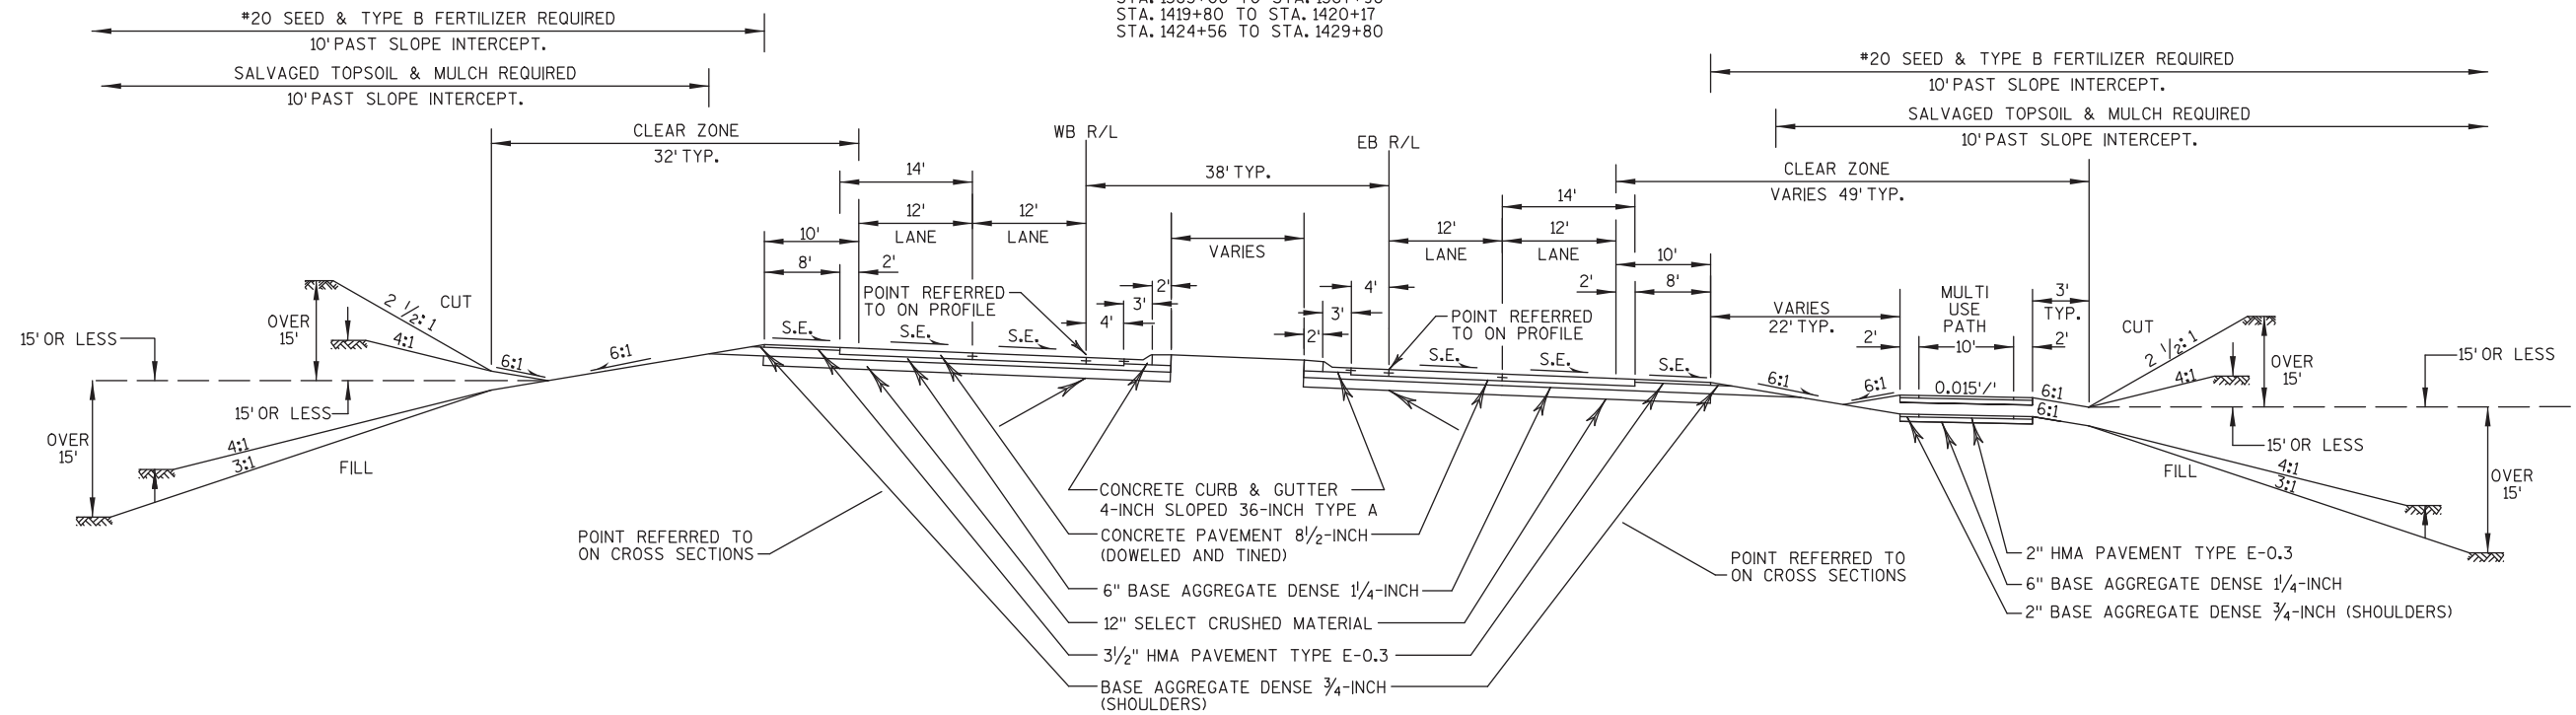 STA. 1419+80 TO STA. 1420+17
STA. 1424+56 TO STA. 1429+80
#20 SEED & TYPE B FERTILIZER REQUIRED
10' PAST SLOPE INTERCEPT.
SALVAGED TOPSOIL & MULCH REQUIRED
10' PAST SLOPE INTERCEPT.
#20 SEED & TYPE B FERTILIZER REQUIRED
10' PAST SLOPE INTERCEPT.
SALVAGED TOPSOIL & MULCH REQUIRED
10' PAST SLOPE INTERCEPT.
CLEAR ZONE
32' TYP.
WB R/L
EB R/L
38' TYP.
CLEAR ZONE
VARIES 49' TYP.
14'
12'
LANE
12'
LANE
10'
8'
2'
VARIES
2'
3'
4'
POINT REFERRED
TO ON PROFILE
14'
12'
LANE
12'
LANE
10'
2'
8'
4'
3'
2'
POINT REFERRED
TO ON PROFILE
VARIES
22' TYP.
MULTI
USE
PATH
2'
10'
3'
TYP.
2'
CUT
2 1/2:1
4:1
OVER
15'
15' OR LESS
6:1
6:1
S.E.
S.E.
S.E.
S.E.
S.E.
S.E.
6:1
6:1
0.015'/'
6:1
6:1
CUT
2 1/2:1
4:1
OVER
15'
15' OR LESS
15' OR LESS
OVER
15'
4:1
3:1
FILL
15' OR LESS
FILL
4:1
3:1
OVER
15'
CONCRETE CURB & GUTTER
4-INCH SLOPED 36-INCH TYPE A
CONCRETE PAVEMENT 8 1/2-INCH
(DOWELED AND TINED)
6" BASE AGGREGATE DENSE 1 1/4-INCH
12" SELECT CRUSHED MATERIAL
3 1/2" HMA PAVEMENT TYPE E-0.3
BASE AGGREGATE DENSE 3/4-INCH
(SHOULDERS)
POINT REFERRED TO
ON CROSS SECTIONS
POINT REFERRED TO
ON CROSS SECTIONS
2" HMA PAVEMENT TYPE E-0.3
6" BASE AGGREGATE DENSE 1 1/4-INCH
2" BASE AGGREGATE DENSE 3/4-INCH (SHOULDERS)